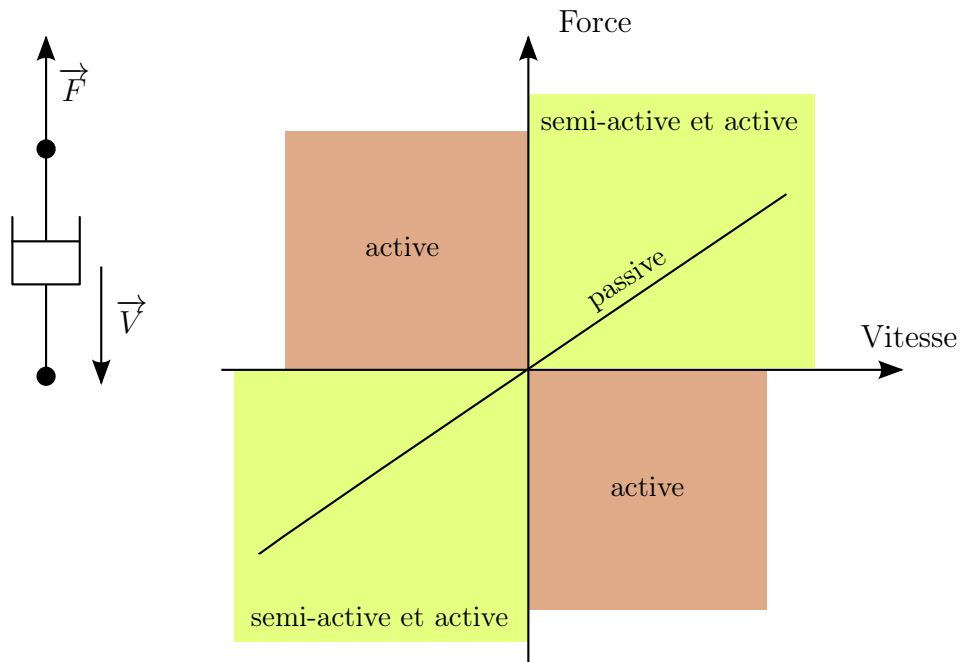 Force
F
semi-active et active
active
passive
V
Vitesse
active
semi-active et active